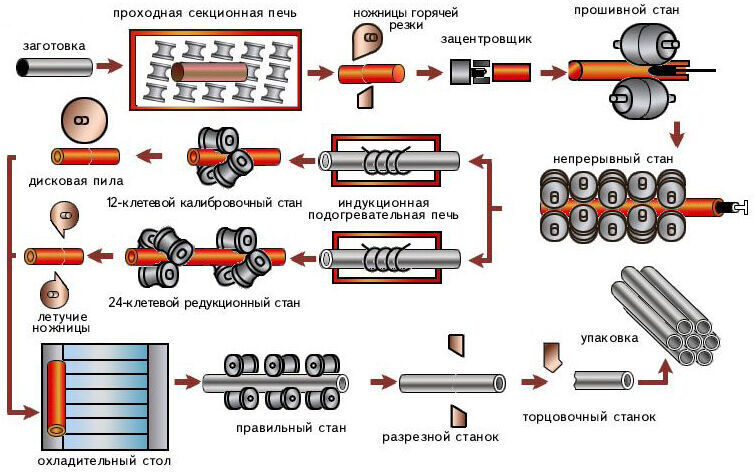 проходная секционная печь
ножницы горячей
резки
прошивной стан
заготовка
зацентровщик
непрерывный стан
дисковая пила
12-клетевой калибровочный стан
индукционная
подогревательная печь
24-клетевой редукционный стан
летучие
ножницы
упаковка
правильный стан
разрезной станок
торцовочный станок
охладительный стол